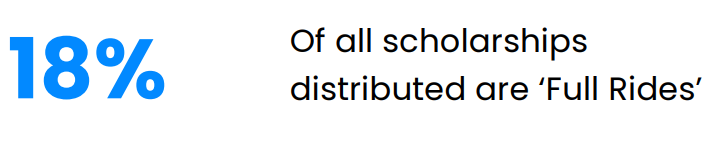 18%
Of all scholarships
distributed are ‘Full Rides’